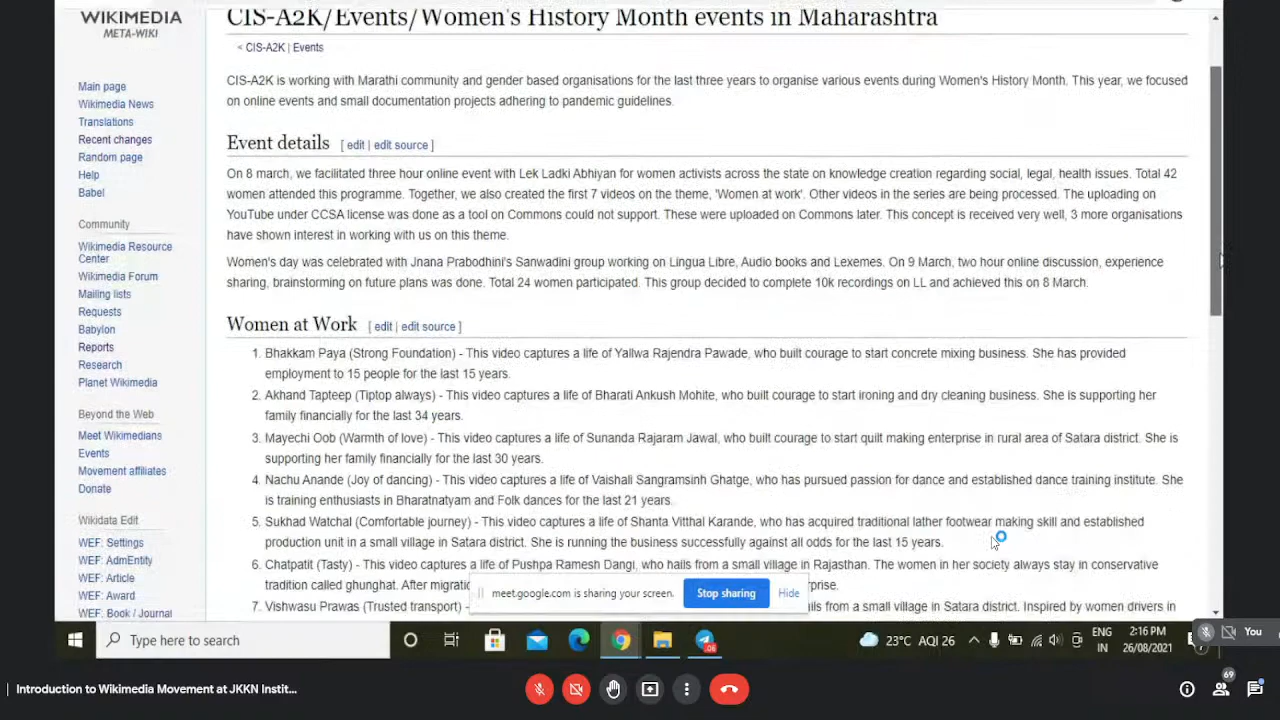 WIKIMEDIA
META-WIKI
Main page
Wikimedia News
Translations
Recent changes
Random page
Help
Babel
Community
Wikimedia Resource
Center
Wikimedia Forum
Mailing lists
Requests
Babylon
Reports
Research
Planet Wikimedia
Beyond the Web
Meet Wikimedians
Events
Movement affiliates
Donate
Wikidata Edit
WEF: Settings
WEF: AdmEntity
WEF: Article
WEF: Award
WEF: Book / Journal
CIS-A2K/Events/Women's History Month events in Maharashtra
< CIS-A2K | Events
CIS-A2K is working with Marathi community and gender based organisations for the last three years to organise various events during Women's History Month. This year, we focused
on online events and small documentation projects adhering to pandemic guidelines.
Event details [ edit | edit source ]
On 8 march, we facilitated three hour online event with Lek Ladki Abhiyan for women activists across the state on knowledge creation regarding social, legal, health issues. Total 42
women attended this programme. Together, we also created the first 7 videos on the theme, 'Women at work'. Other videos in the series are being processed. The uploading on
YouTube under CCSA license was done as a tool on Commons could not support. These were uploaded on Commons later. This concept is received very well, 3 more organisations
have shown interest in working with us on this theme.
Women's day was celebrated with Jnana Prabodhini's Sanwadini group working on Lingua Libre, Audio books and Lexemes. On 9 March, two hour online discussion, experience
sharing, brainstorming on future plans was done. Total 24 women participated. This group decided to complete 10k recordings on LL and achieved this on 8 March.
Women at Work [ edit | edit source ]
1. Bhakkam Paya (Strong Foundation) - This video captures a life of Yallwa Rajendra Pawade, who built courage to start concrete mixing business. She has provided
employment to 15 people for the last 15 years.
2. Akhand Tapteep (Tiptop always) - This video captures a life of Bharati Ankush Mohite, who built courage to start ironing and dry cleaning business. She is supporting her
family financially for the last 34 years.
3. Mayechi Oob (Warmth of love) - This video captures a life of Sunanda Rajaram Jawal, who built courage to start quilt making enterprise in rural area of Satara district. She is
supporting her family financially for the last 30 years.
4. Nachu Anande (Joy of dancing) - This video captures a life of Vaishali Sangramsinh Ghatge, who has pursued passion for dance and established dance training institute. She
is training enthusiasts in Bharatnatyam and Folk dances for the last 21 years.
5. Sukhad Watchal (Comfortable journey) - This video captures a life of Shanta Vitthal Karande, who has acquired traditional lather footwear making skill and established
production unit in a small village in Satara district. She is running the business successfully against all odds for the last 15 years.
6. Chatpatit (Tasty) - This video captures a life of Pushpa Ramesh Dangi, who hails from a small village in Rajasthan. The women in her society always stay in conservative
tradition called ghunghat. After
7. Vishwasu Prawas (Trusted transport) - from a small village in Satara district. Inspired by women drivers in
meet.google.com is sharing your screen. Stop sharing Hide
Type here to search
23°C AQI 26
ENG
IN
2:16 PM
26/08/2021
You
Introduction to Wikimedia Movement at JKKN Instit...
69